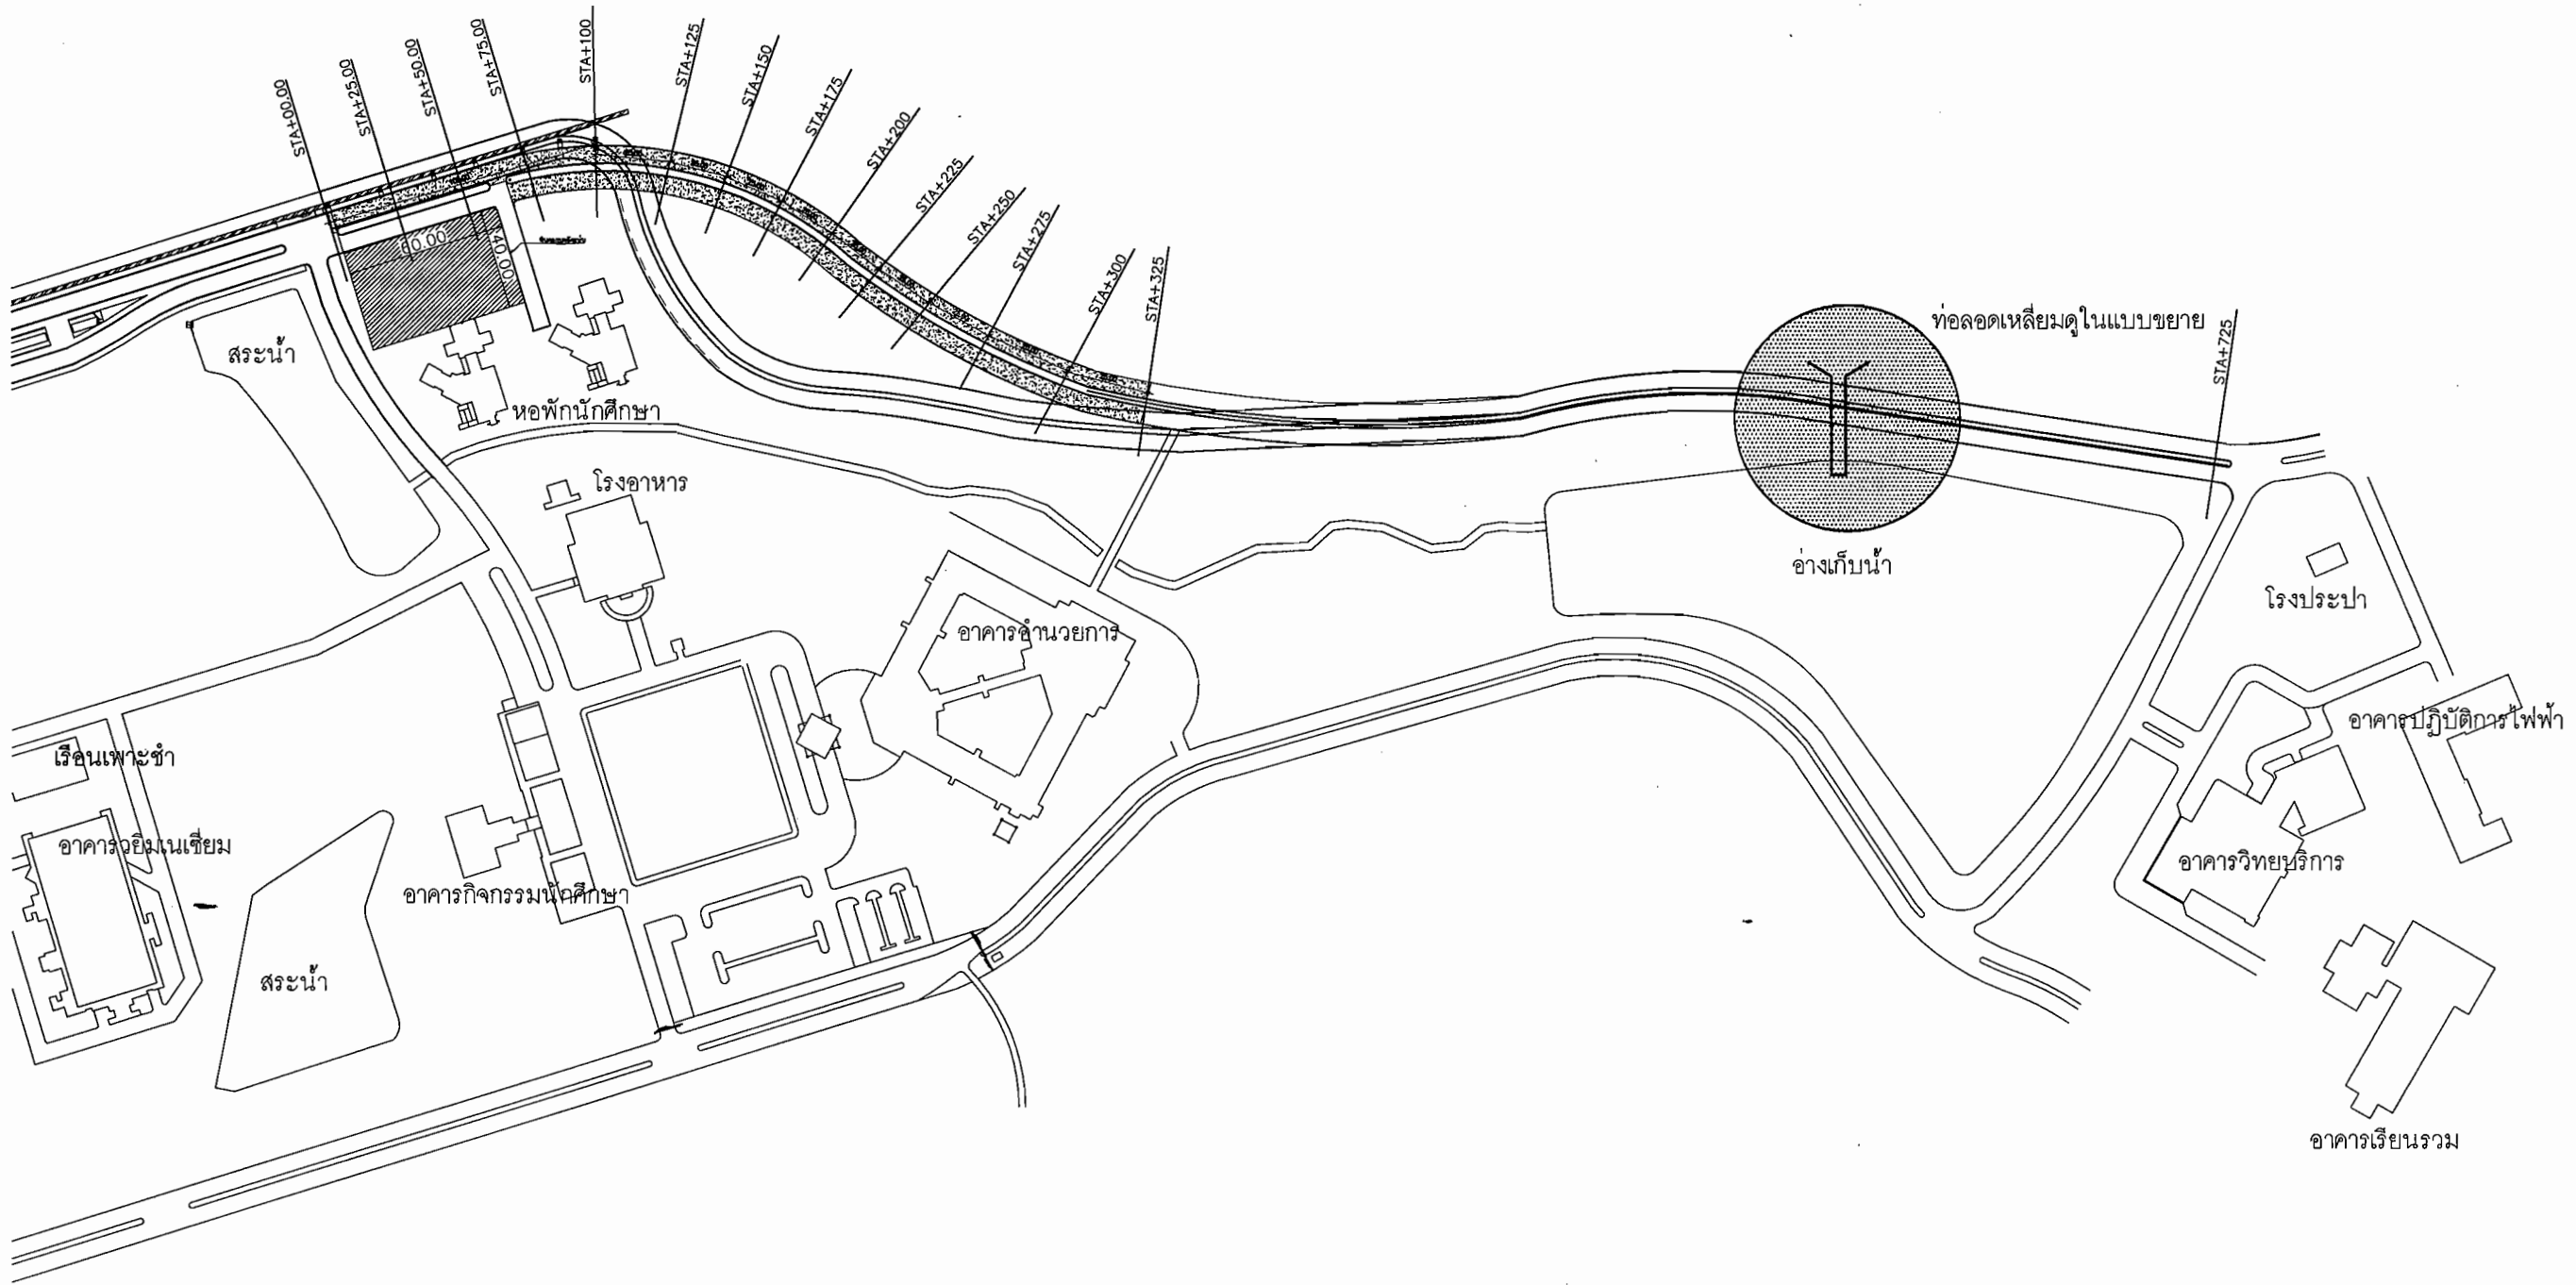 STA+00.00
STA+25.00
STA+50.00
STA+75.00
STA+100
STA+125
STA+150
STA+175
STA+200
STA+225
STA+250
STA+275
STA+300
STA+325
STA+725
60.00
40.00
ท่อลอดเหลี่ยมดูในแบบขยาย
สระน้ำ
หอพักนักศึกษา
โรงอาหาร
อ่างเก็บน้ำ
โรงประปา
อาคารอำนวยการ
อาคารปฏิบัติการไฟฟ้า
เรือนเพาะชำ
อาคารวยิมเนเซี่ยม
อาคารวิทยบริการ
อาคารกิจกรรมนักศึกษา
สระน้ำ
อาคารเรียนรวม